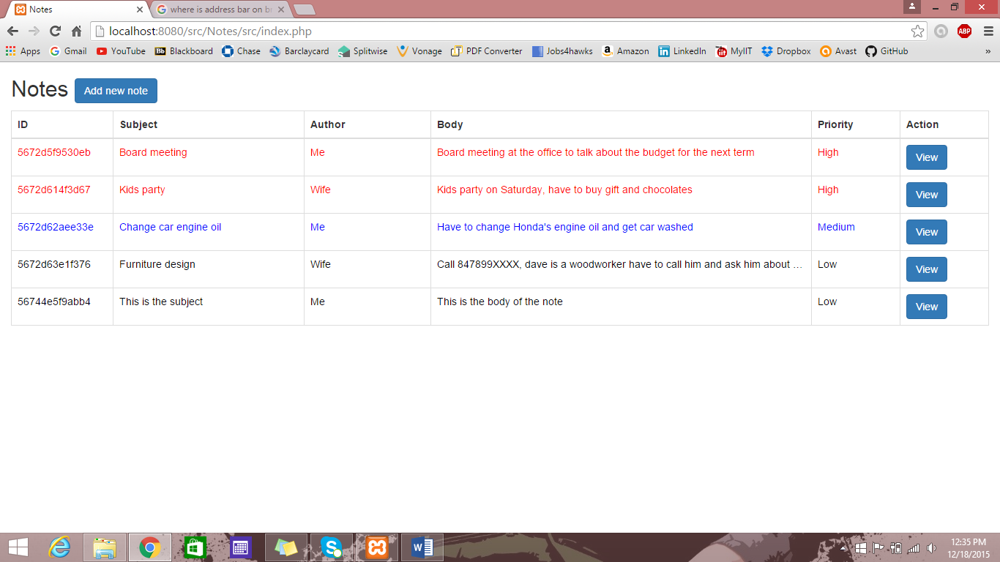 Notes
where is address bar on b
localhost:8080/src/Notes/src/index.php
ABP
Apps Gmail YouTube Bb Blackboard Chase Barclaycard Splitwise Vonage PDF Converter Jobs4hawks Amazon LinkedIn MyIIT Dropbox Avast GitHub »
Notes Add new note
ID Subject Author Body Priority Action
5672d5f9530eb Board meeting Me Board meeting at the office to talk about the budget for the next term High View
5672d614f3d67 Kids party Wife Kids party on Saturday, have to buy gift and chocolates High View
5672d62aee33e Change car engine oil Me Have to change Honda's engine oil and get car washed Medium View
5672d63e1f376 Furniture design Wife Call 847899XXXX, dave is a woodworker have to call him and ask him about ... Low View
56744e5f9abb4 This is the subject Me This is the body of the note Low View
12:35 PM
12/18/2015